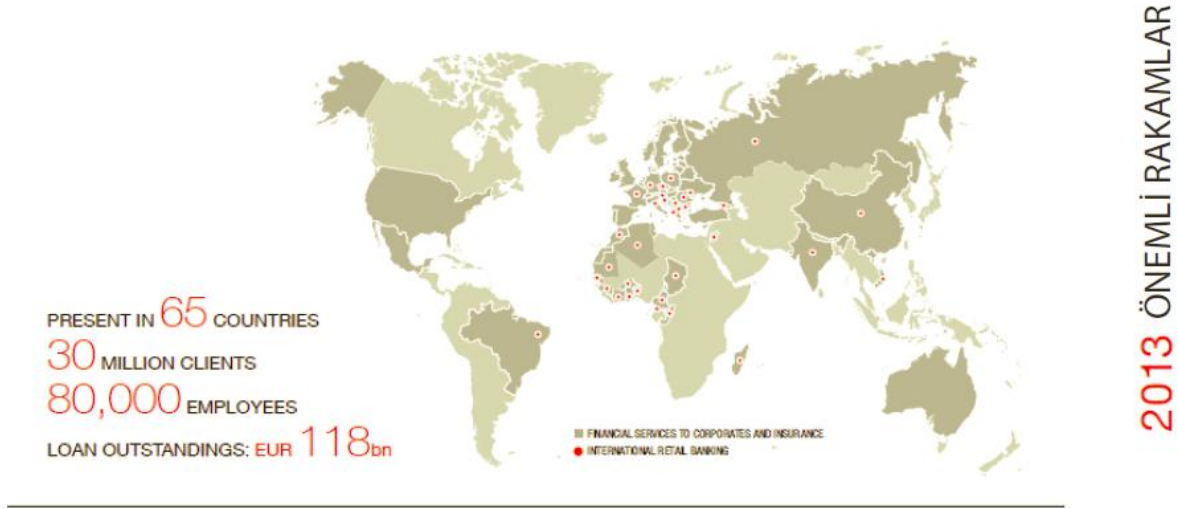 2013 ÖNEMLİ RAKAMLAR
PRESENT IN 65 COUNTRIES
30 MILLION CLIENTS
80,000 EMPLOYEES
LOAN OUTSTANDINGS: EUR 118bn
FINANCIAL SERVICES TO CORPORATES AND INSURANCE
INTERNATIONAL RETAIL BANKING